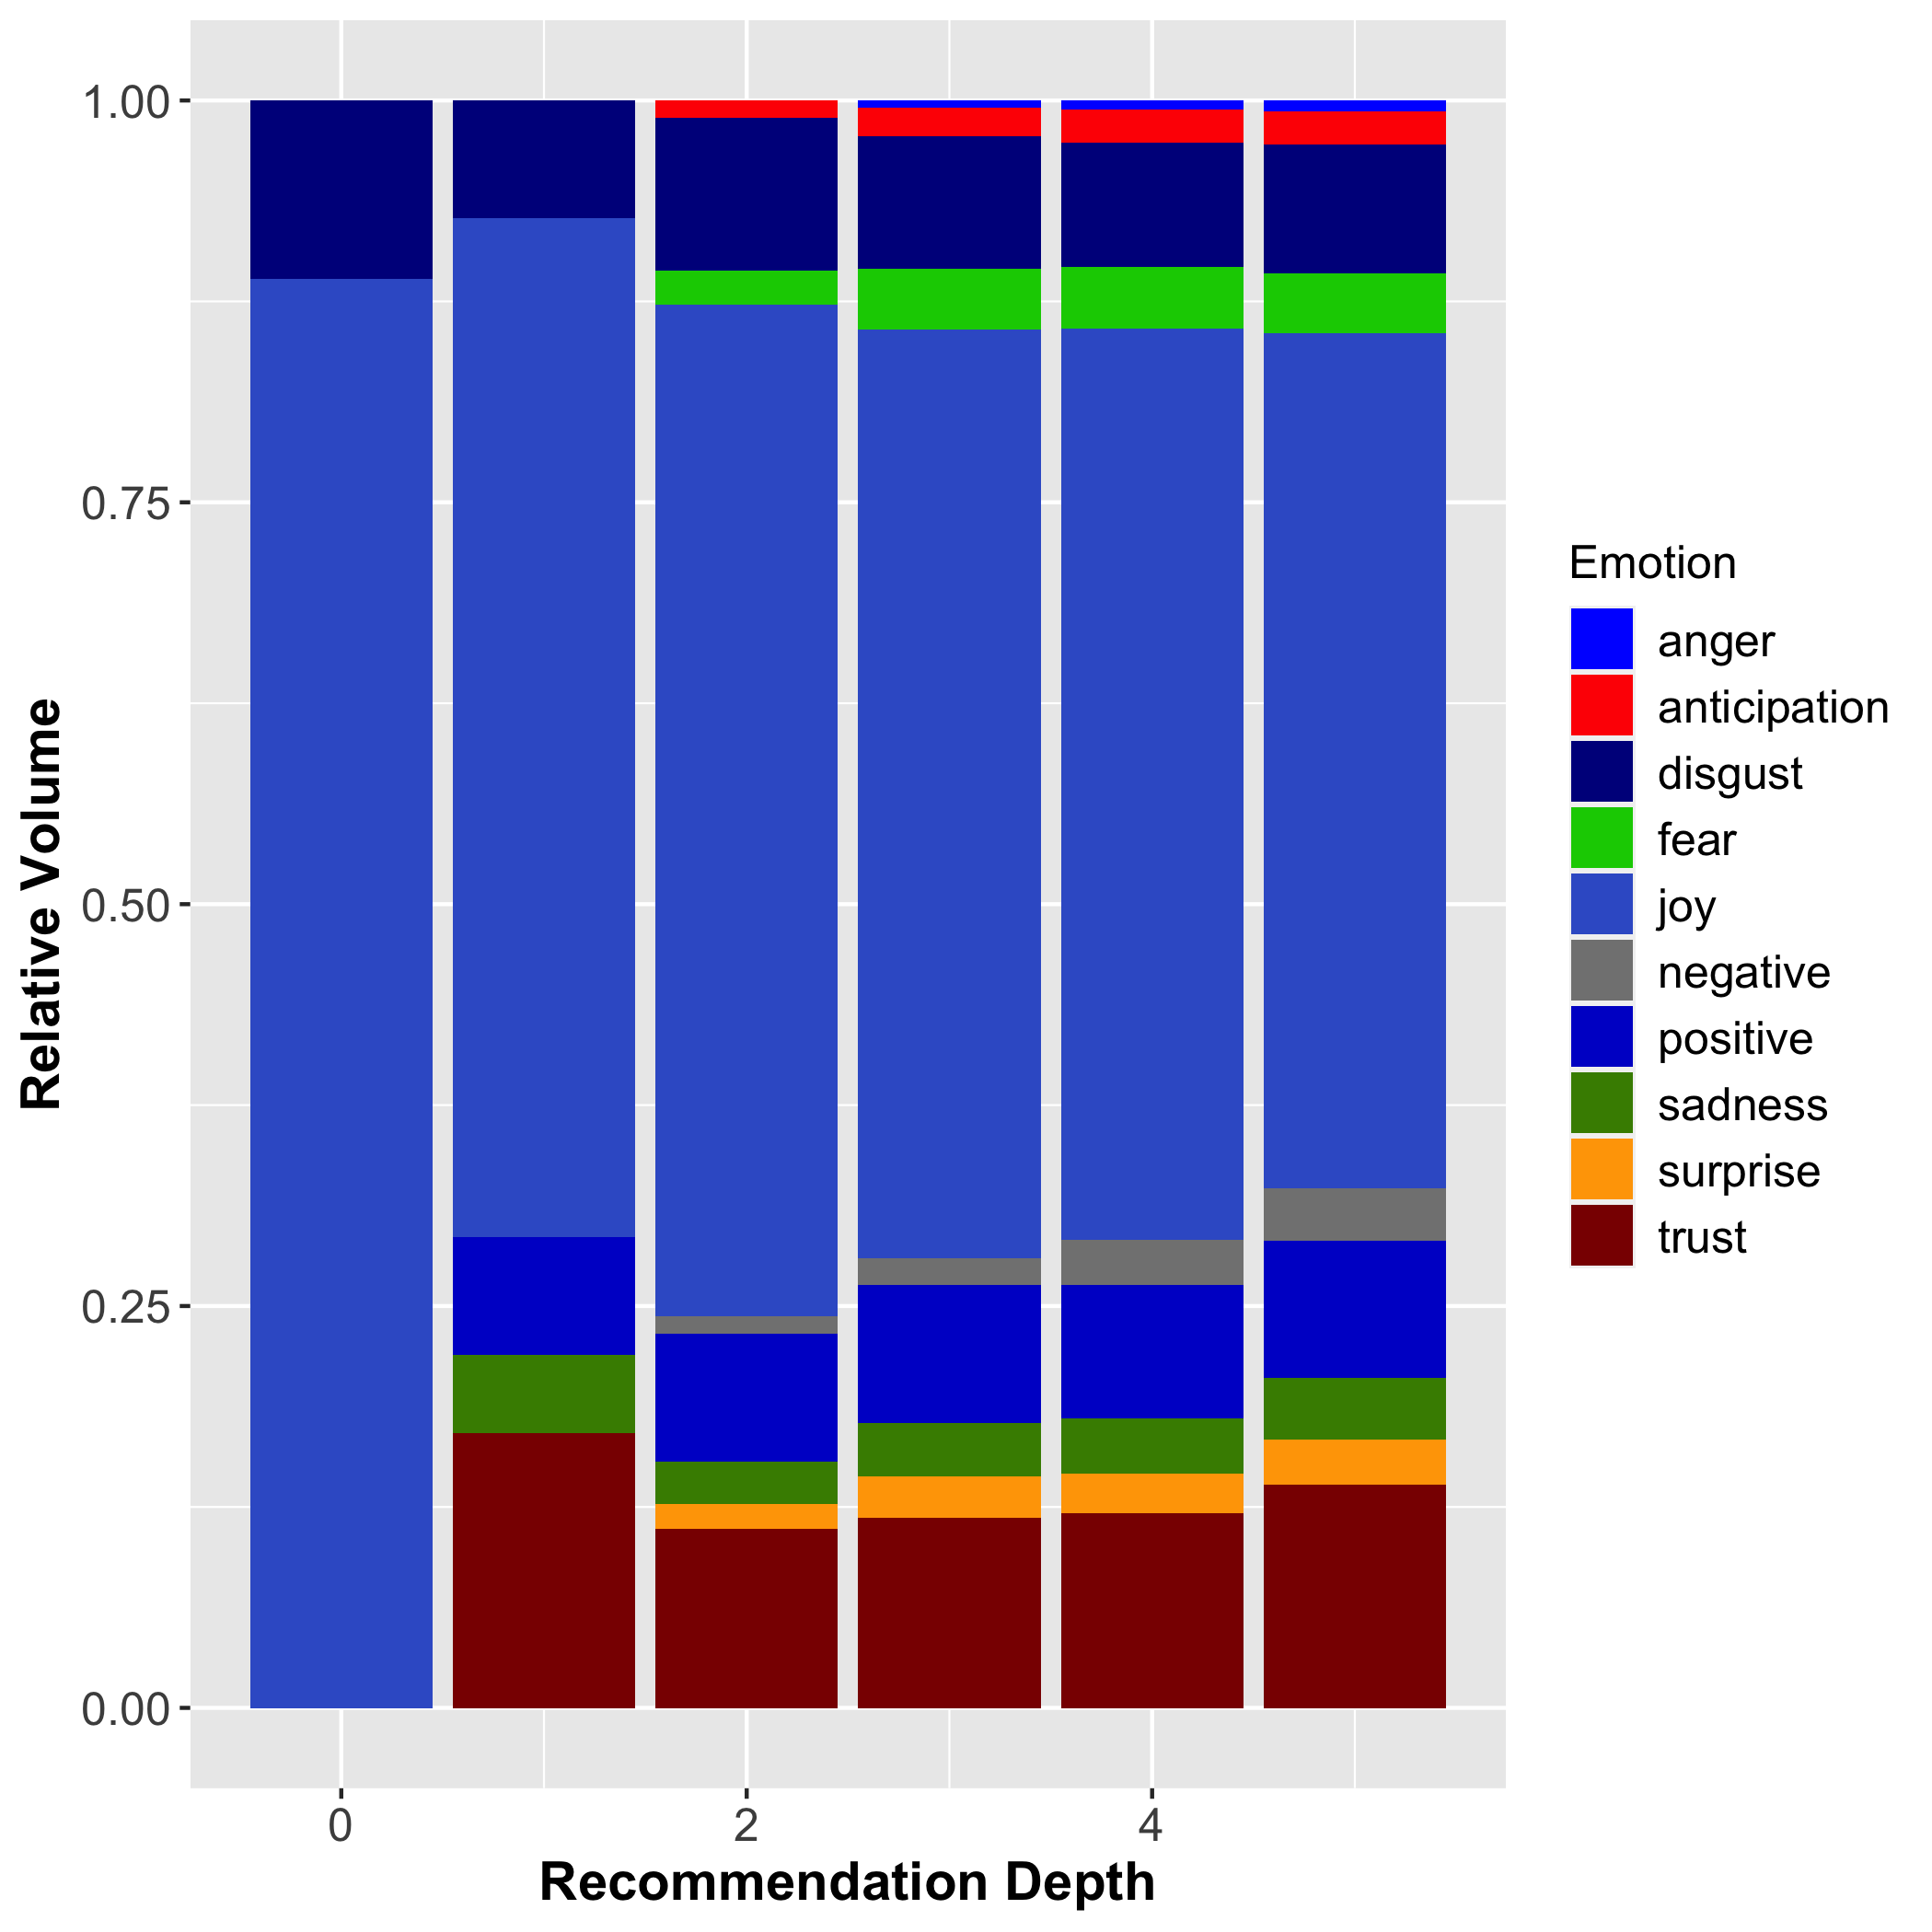 1.00
0.75
0.50
0.25
0.00
Relative Volume
0
2
4
Recommendation Depth
Emotion
anger
anticipation
disgust
fear
joy
negative
positive
sadness
surprise
trust